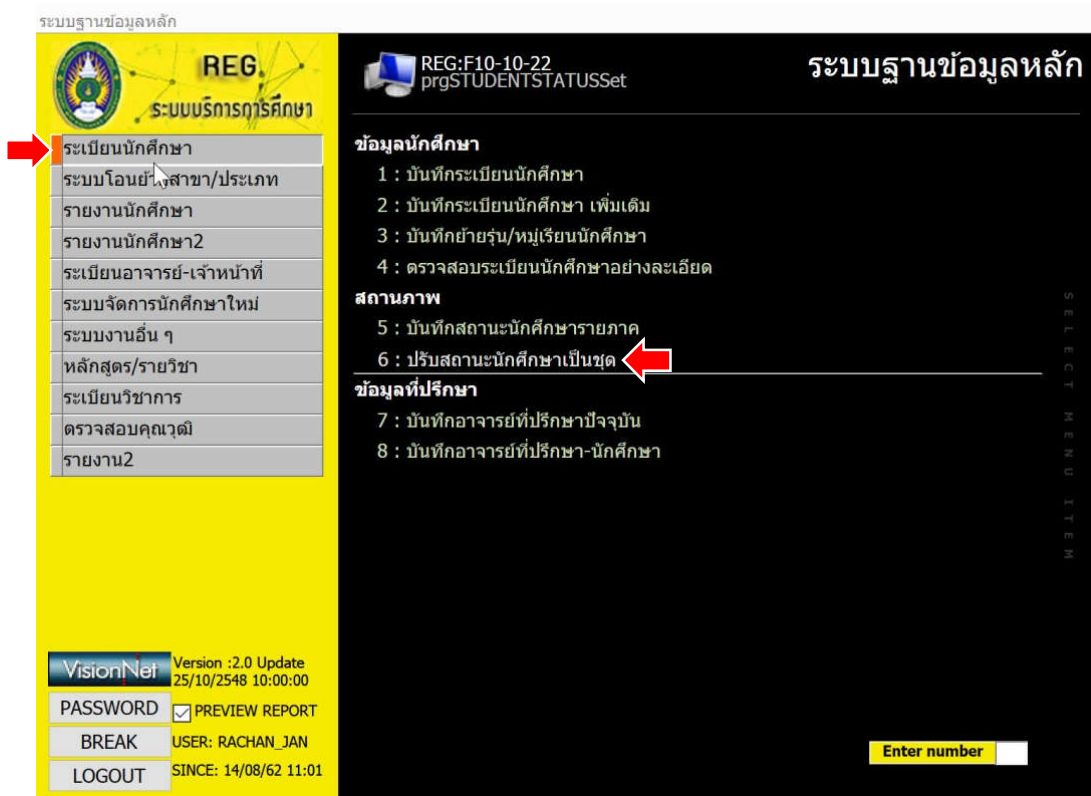 ระบบฐานข้อมูลหลัก
REG.
ระบบบริการการศึกษา
ระเบียนนักศึกษา
ระบบโอนย้ายสาขา/ประเภท
รายงานนักศึกษา
รายงานนักศึกษา2
ระเบียนอาจารย์-เจ้าหน้าที่
ระบบจัดการนักศึกษาใหม่
ระบบงานอื่น ๆ
หลักสูตร/รายวิชา
ระเบียนวิชาการ
ตรวจสอบคุณวุฒิ
รายงาน2
VisionNet
Version :2.0 Update
25/10/2548 10:00:00
PASSWORD
PREVIEW REPORT
BREAK
USER: RACHAN_JAN
LOGOUT
SINCE: 14/08/62 11:01
REG:F10-10-22
prgSTUDENTSTATUSSet
ระบบฐานข้อมูลหลัก
ข้อมูลนักศึกษา
1 : บันทึกระเบียนนักศึกษา
2 : บันทึกระเบียนนักศึกษา เพิ่มเติม
3 : บันทึกย้ายรุ่น/หมู่เรียนนักศึกษา
4 : ตรวจสอบระเบียนนักศึกษาอย่างละเอียด
สถานภาพ
5 : บันทึกสถานะนักศึกษารายภาค
6 : ปรับสถานะนักศึกษาเป็นชุด
ข้อมูลที่ปรึกษา
7 : บันทึกอาจารย์ที่ปรึกษาปัจจุบัน
8 : บันทึกอาจารย์ที่ปรึกษา-นักศึกษา
SELECT MENU ITEM
Enter number